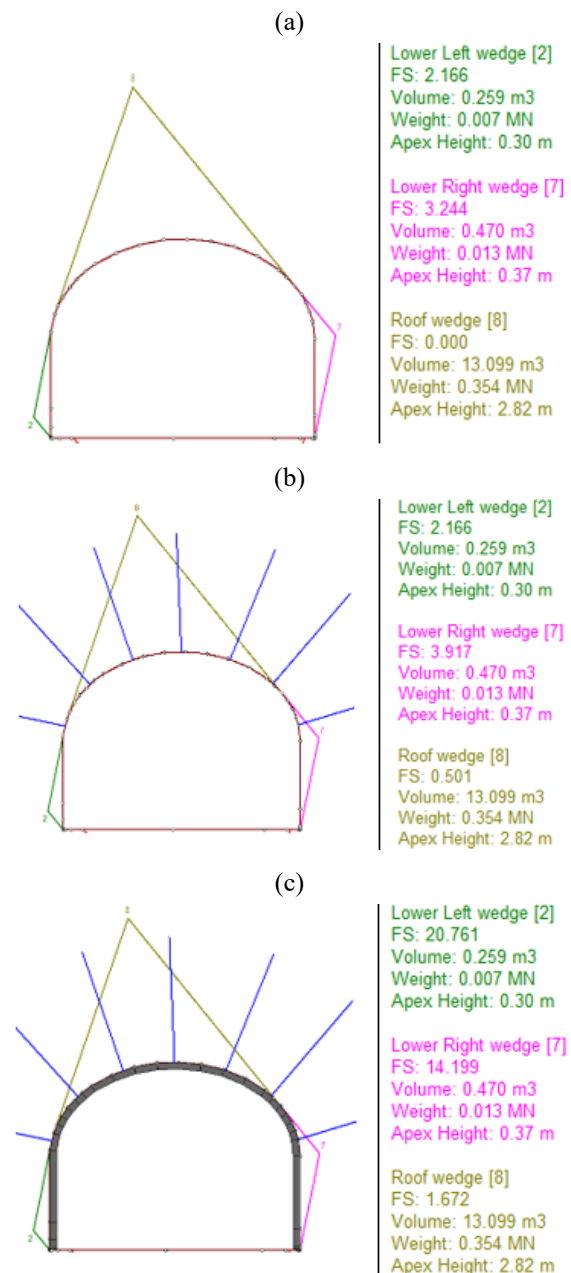 (a)
8
7
2
Lower Left wedge [2]
FS: 2.166
Volume: 0.259 m3
Weight: 0.007 MN
Apex Height: 0.30 m
Lower Right wedge [7]
FS: 3.244
Volume: 0.470 m3
Weight: 0.013 MN
Apex Height: 0.37 m
Roof wedge [8]
FS: 0.000
Volume: 13.099 m3
Weight: 0.354 MN
Apex Height: 2.82 m
(b)
8
7
2
Lower Left wedge [2]
FS: 2.166
Volume: 0.259 m3
Weight: 0.007 MN
Apex Height: 0.30 m
Lower Right wedge [7]
FS: 3.917
Volume: 0.470 m3
Weight: 0.013 MN
Apex Height: 0.37 m
Roof wedge [8]
FS: 0.501
Volume: 13.099 m3
Weight: 0.354 MN
Apex Height: 2.82 m
(c)
8
7
2
Lower Left wedge [2]
FS: 20.761
Volume: 0.259 m3
Weight: 0.007 MN
Apex Height: 0.30 m
Lower Right wedge [7]
FS: 14.199
Volume: 0.470 m3
Weight: 0.013 MN
Apex Height: 0.37 m
Roof wedge [8]
FS: 1.672
Volume: 13.099 m3
Weight: 0.354 MN
Apex Height: 2.82 m